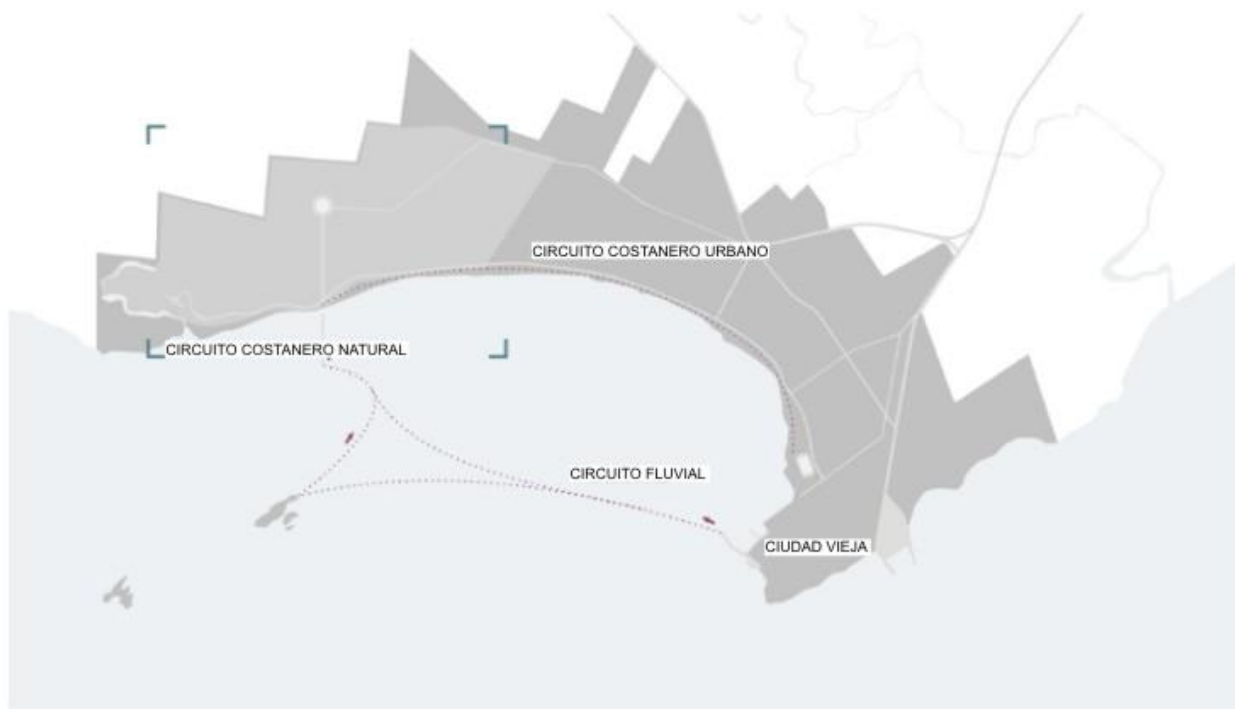 CIRCUITO COSTANERO URBANO
CIRCUITO COSTANERO NATURAL
CIRCUITO FLUVIAL
CIUDAD VIEJA